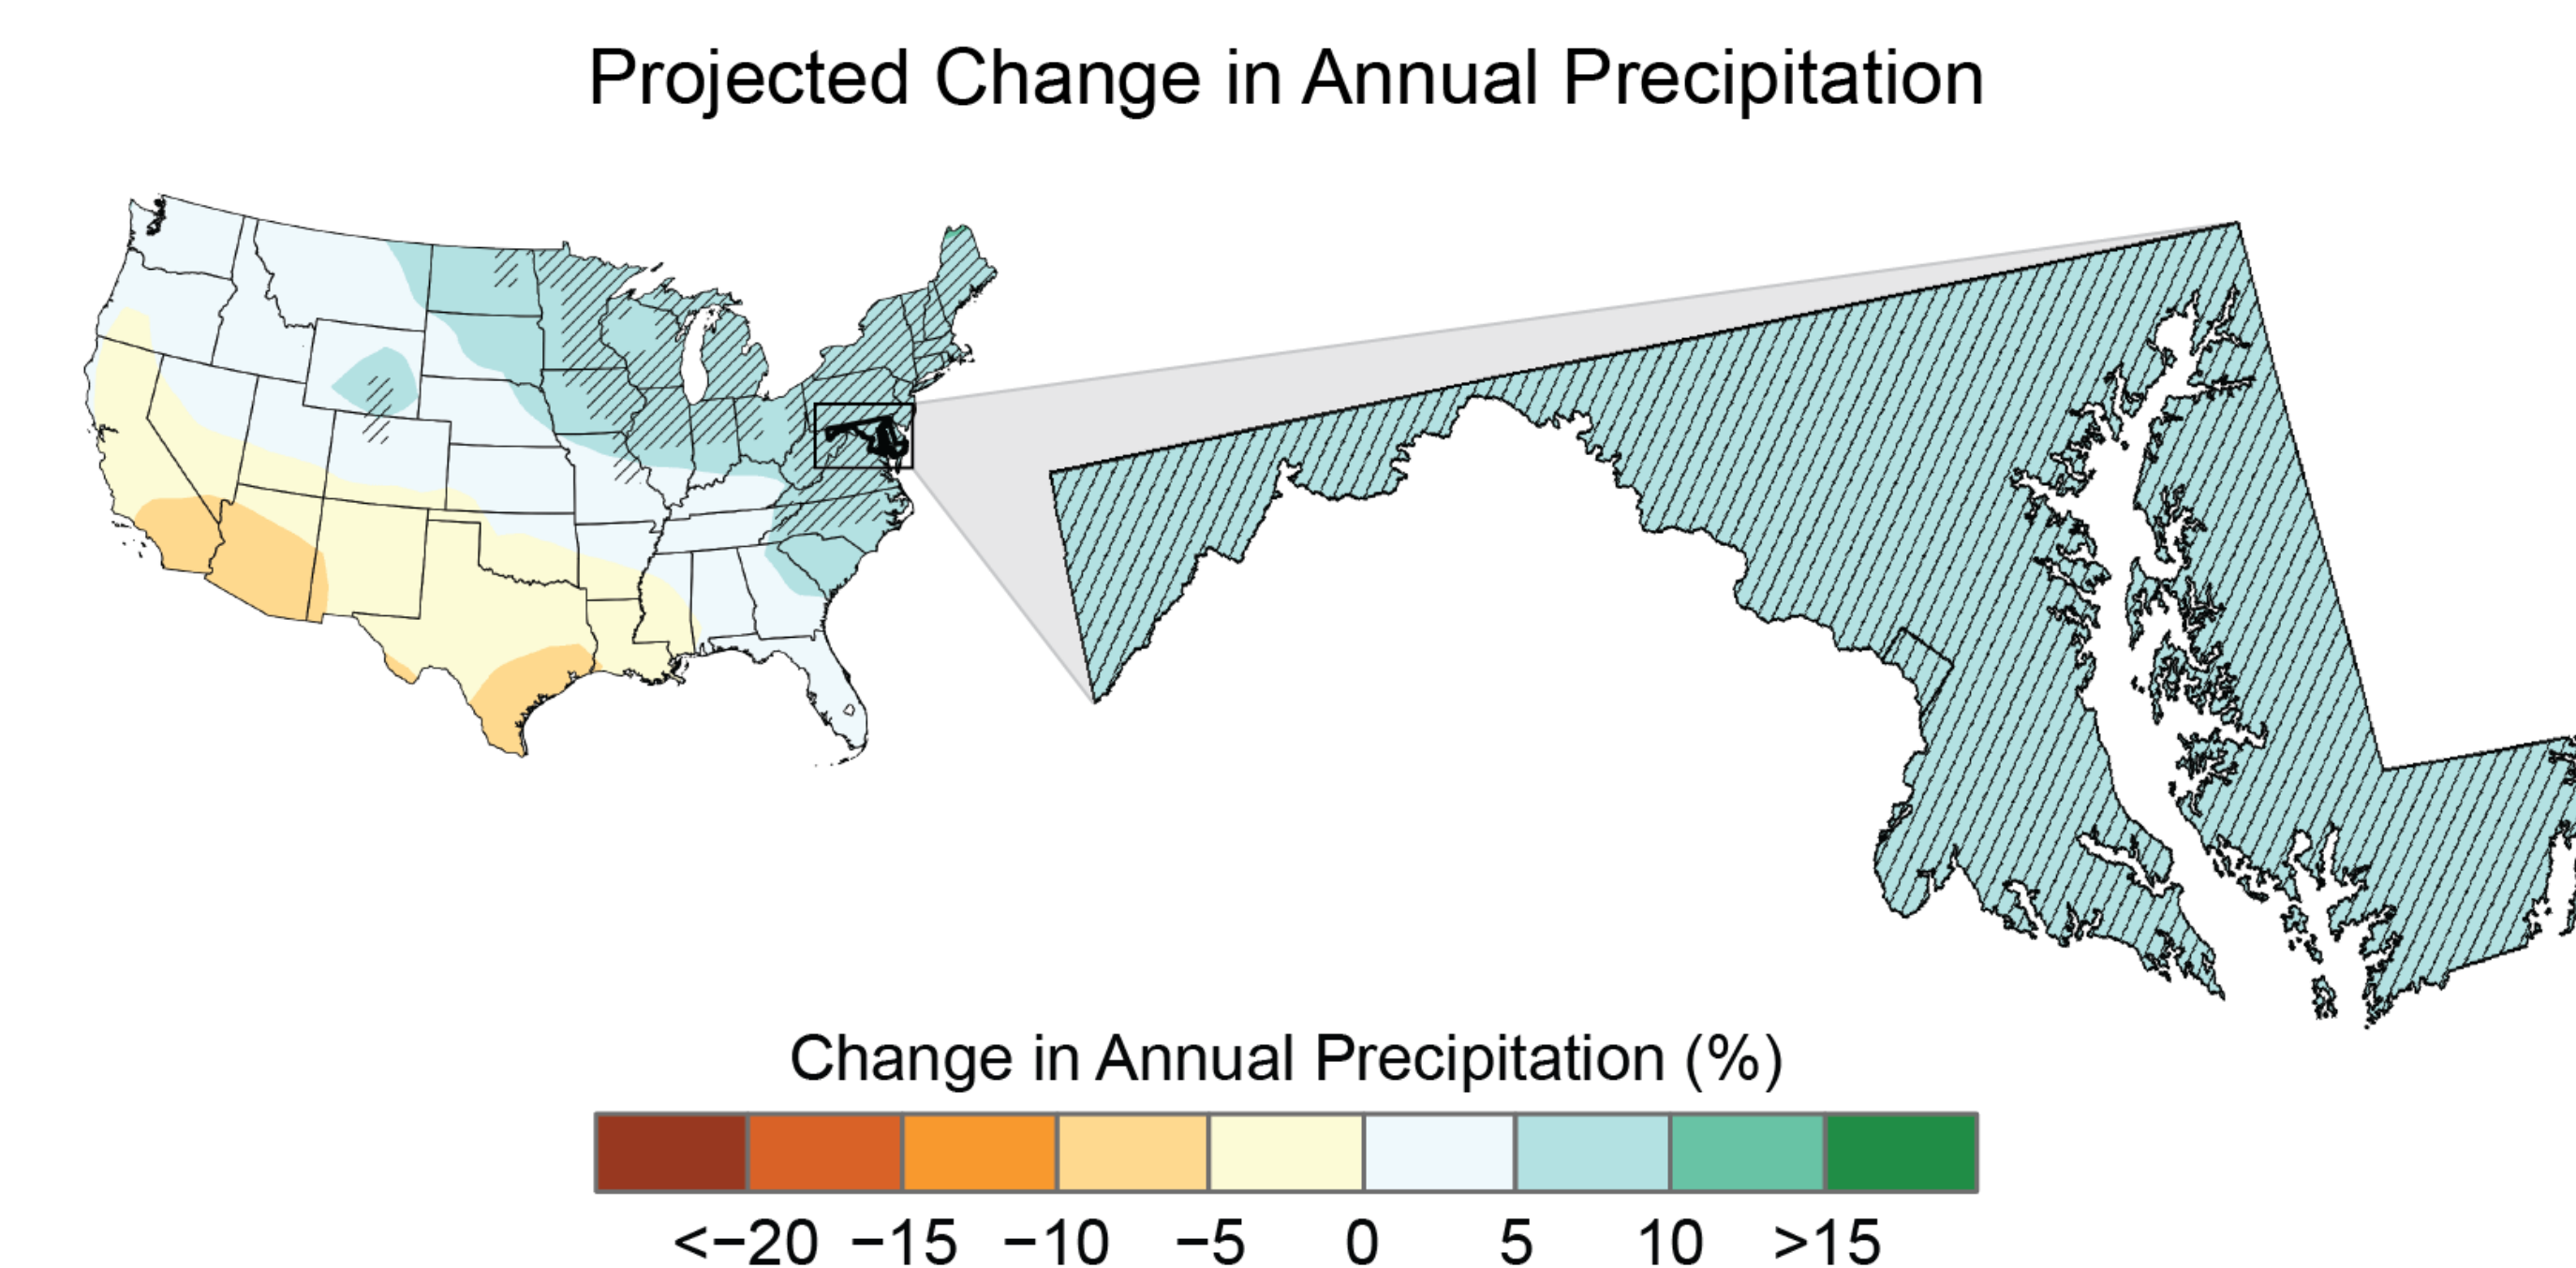 Projected Change in Annual Precipitation
Change in Annual Precipitation (%)
<−20 −15 −10 −5 0 5 10 >15